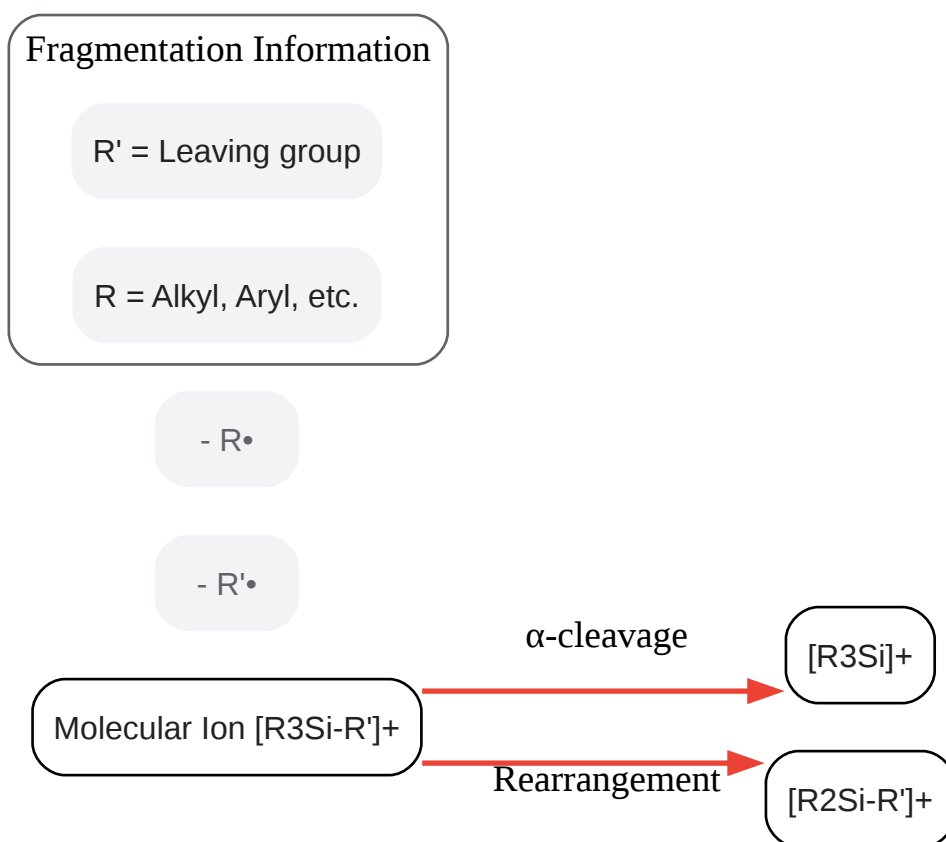 Fragmentation Information
R' = Leaving group
R = Alkyl, Aryl, etc.
- R•
- R'•
α-cleavage
[R3Si]+
Molecular Ion [R3Si-R']+
Rearrangement
[R2Si-R']+